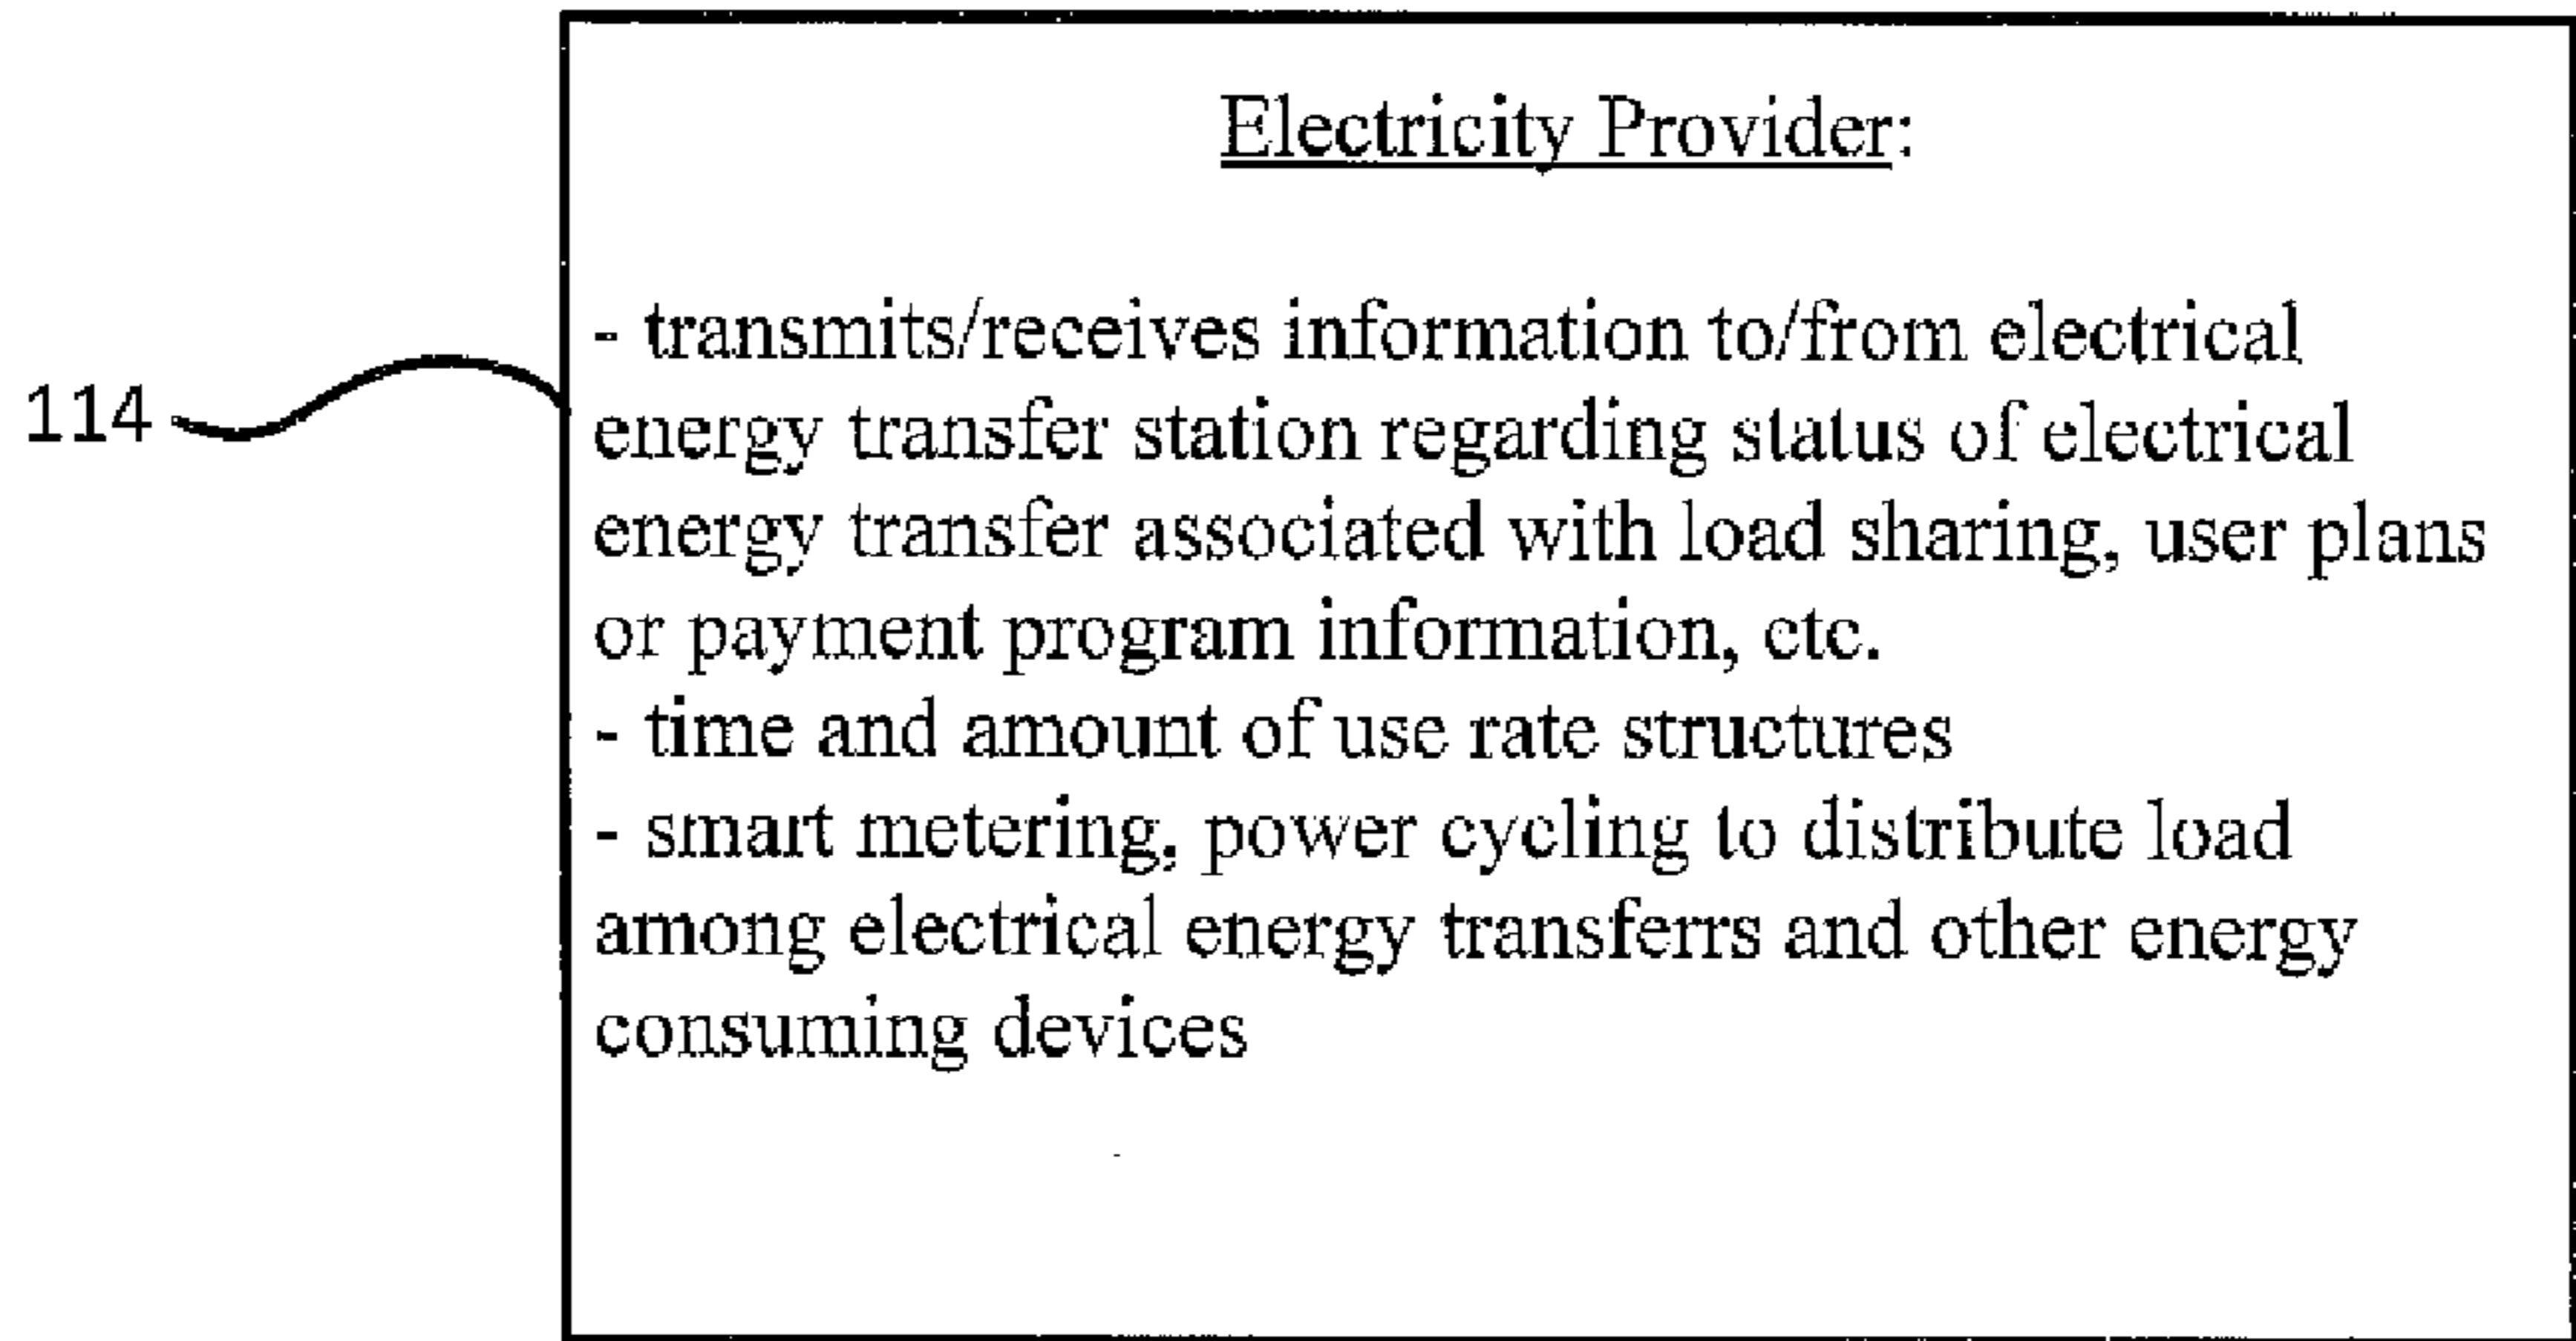 Electricity Provider:
- transmits/receives information to/from electrical
114
energy transfer station regarding status of electrical
energy transfer associated with load sharing, user plans
or payment program information, etc.
- time and amount of use rate structures
- smart metering, power cycling to distribute load
among electrical energy transferrs and other energy
consuming devices